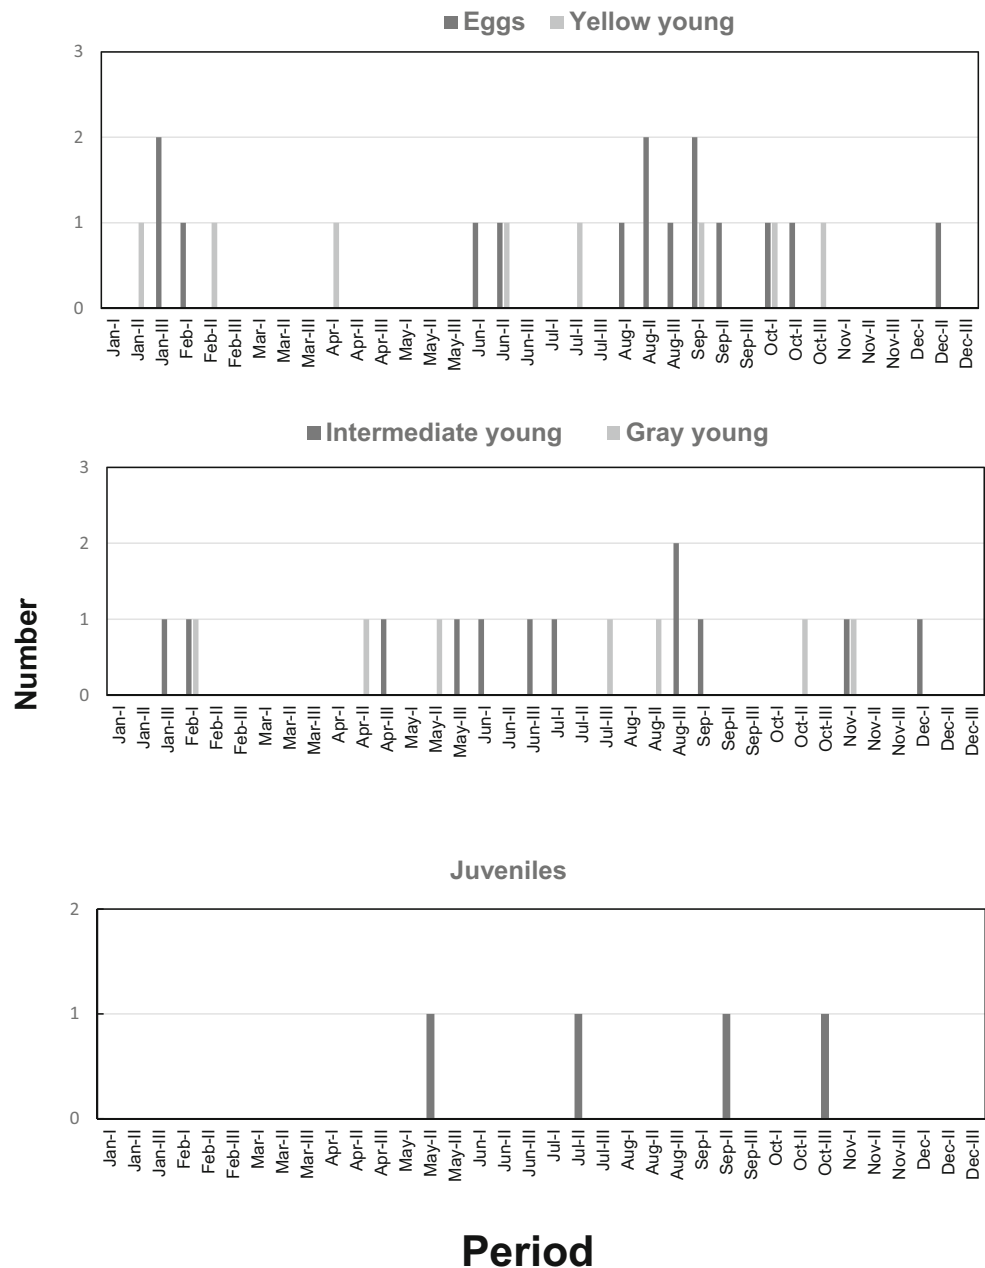 Eggs Yellow young
3
2
1
0
Jan-I Jan-II Jan-III Feb-I Feb-II Feb-III Mar-I Mar-II Mar-III Apr-I Apr-II Apr-III May-I May-II May-III Jun-I Jun-II Jun-III Jul-I Jul-II Jul-III Aug-I Aug-II Aug-III Sep-I Sep-II Sep-III Oct-I Oct-II Oct-III Nov-I Nov-II Nov-III Dec-I Dec-II Dec-III
Intermediate young Gray young
3
2
1
0
Jan-I Jan-II Jan-III Feb-I Feb-II Feb-III Mar-I Mar-II Mar-III Apr-I Apr-II Apr-III May-I May-II May-III Jun-I Jun-II Jun-III Jul-I Jul-II Jul-III Aug-I Aug-II Aug-III Sep-I Sep-II Sep-III Oct-I Oct-II Oct-III Nov-I Nov-II Nov-III Dec-I Dec-II Dec-III
Number
Juveniles
2
1
0
Jan-I Jan-II Jan-III Feb-I Feb-II Feb-III Mar-I Mar-II Mar-III Apr-I Apr-II Apr-III May-I May-II May-III Jun-I Jun-II Jun-III Jul-I Jul-II Jul-III Aug-I Aug-II Aug-III Sep-I Sep-II Sep-III Oct-I Oct-II Oct-III Nov-I Nov-II Nov-III Dec-I Dec-II Dec-III
Period